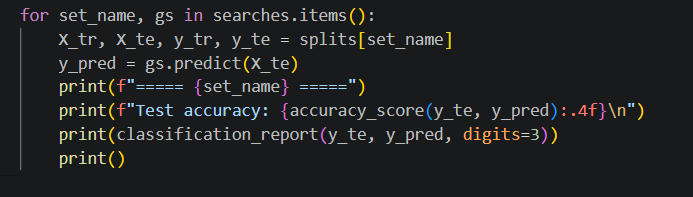 for set_name, gs in searches.items():
    X_tr, X_te, y_tr, y_te = splits[set_name]
    y_pred = gs.predict(X_te)
    print(f"===== {set_name} =====")
    print(f"Test accuracy: {accuracy_score(y_te, y_pred):.4f}\n")
    print(classification_report(y_te, y_pred, digits=3))
    print()